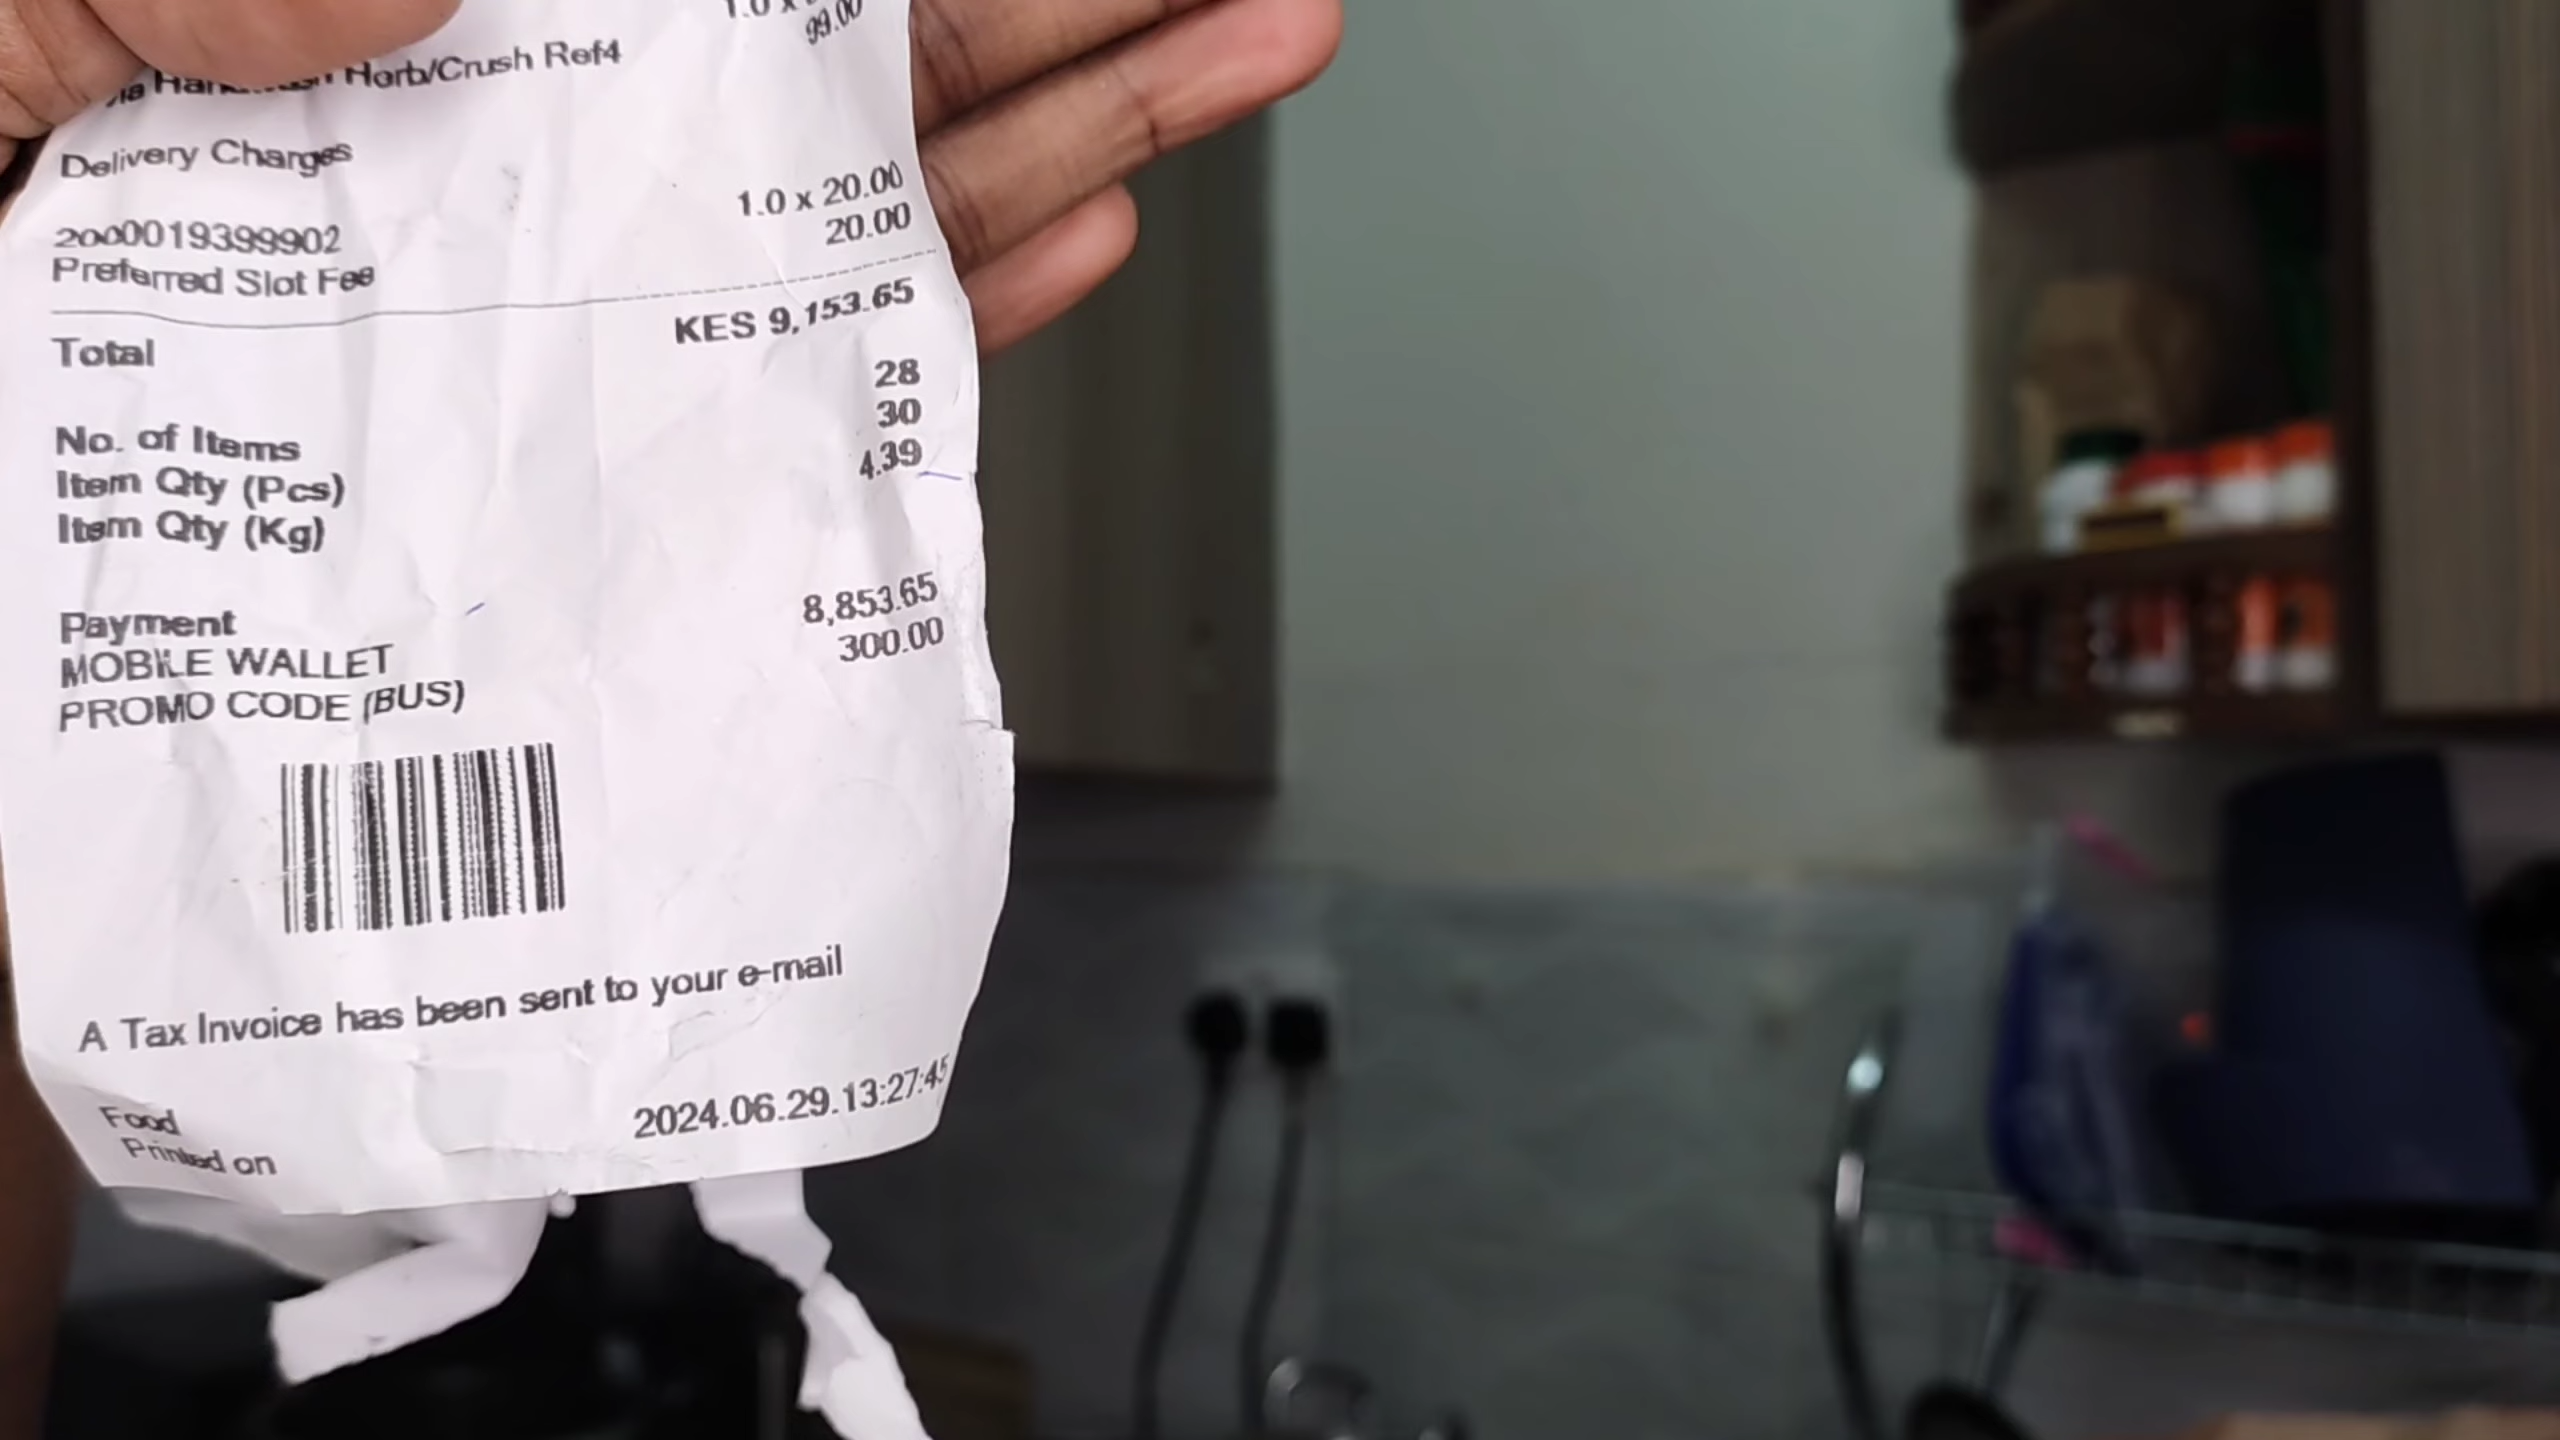 99.00
Horb/Crush Ref4
Delivery Charges
1.0 x 20.00
2000019399902
20.00
Preferred Slot Fee
Total
KES 9,153.65
No. of Items
28
Item Qty (Pcs)
30
Item Qty (Kg)
4.39
Payment
MOBILE WALLET
8,853.65
PROMO CODE (BUS)
300.00
A Tax Invoice has been sent to your e-mail
Food
Printed on
2024.06.29.13:27:45